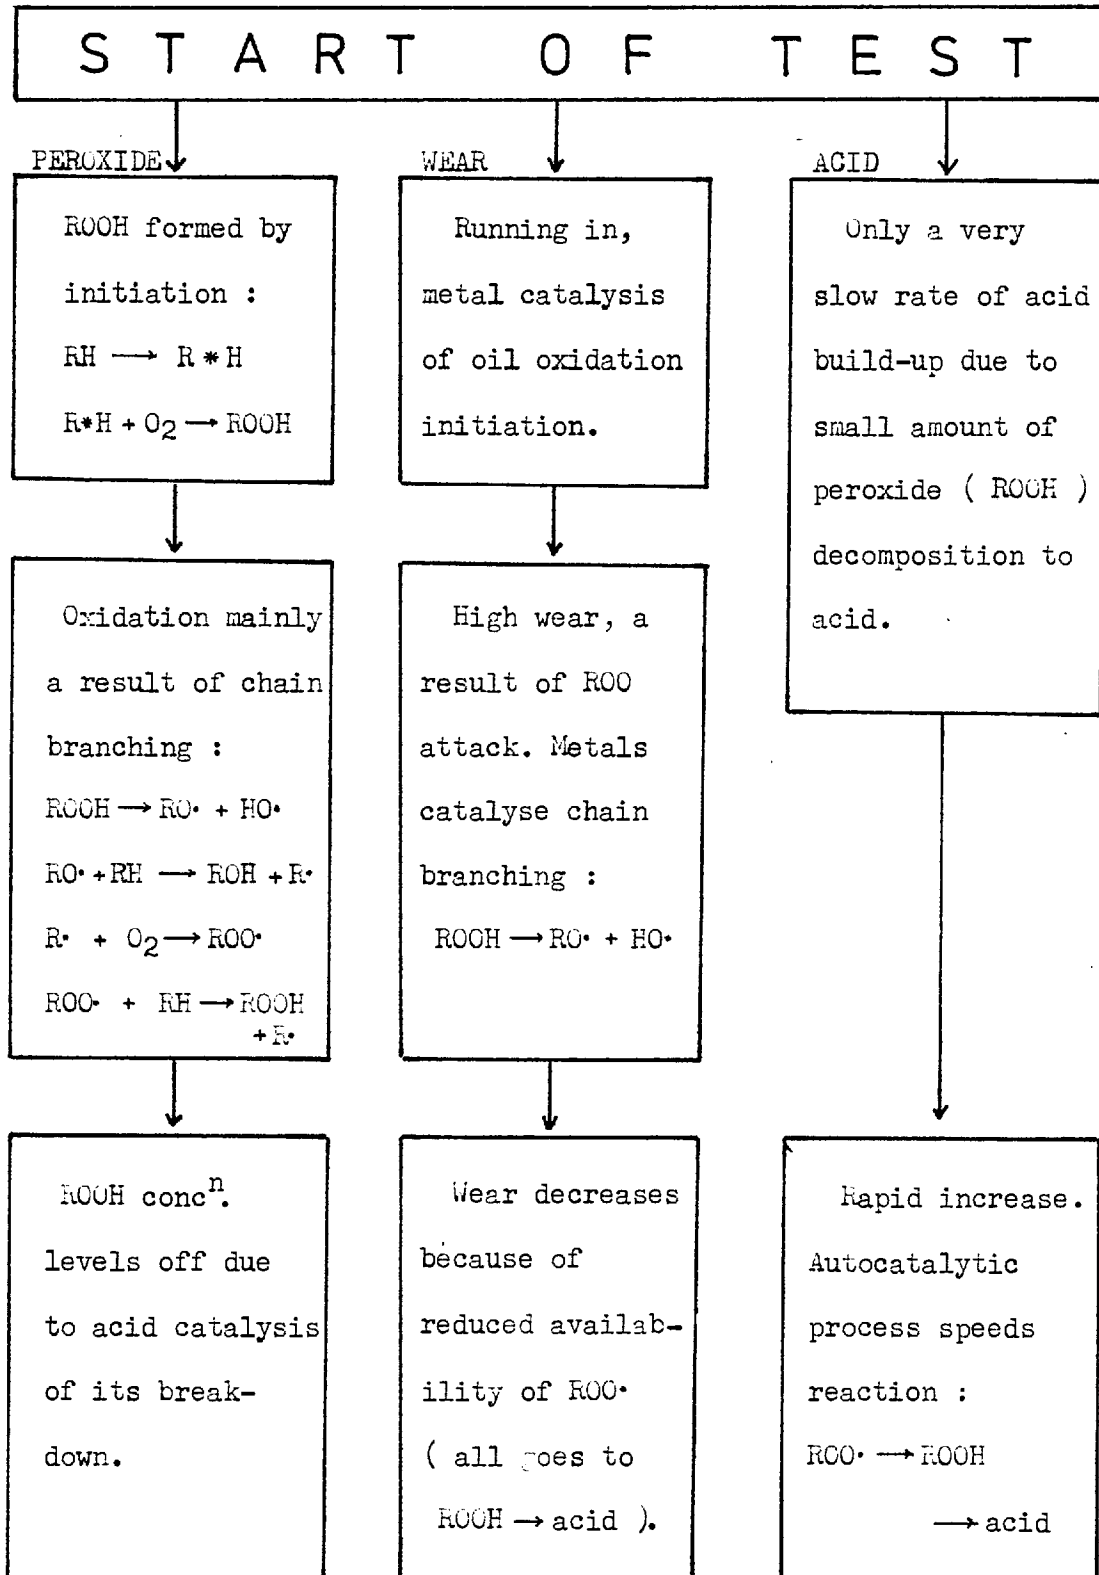 START OF TEST
PEROXIDE
ROOH formed by
initiation :
RH → R*H
R*H + O₂ → ROOH
Oxidation mainly
a result of chain
branching :
ROOH → RO· + HO·
RO· + RH → ROH + R·
R· + O₂ → ROO·
ROO· + RH → ROOH
+ R·
ROOH concⁿ.
levels off due
to acid catalysis
of its break-
down.
WEAR
Running in,
metal catalysis
of oil oxidation
initiation.
High wear, a
result of ROO
attack. Metals
catalyse chain
branching :
ROOH → RO· + HO·
Wear decreases
because of
reduced availab-
ility of ROO·
( all goes to
ROOH → acid ).
ACID
Only a very
slow rate of acid
build-up due to
small amount of
peroxide ( ROOH )
decomposition to
acid.
Rapid increase.
Autocatalytic
process speeds
reaction :
ROO· → ROOH
→ acid